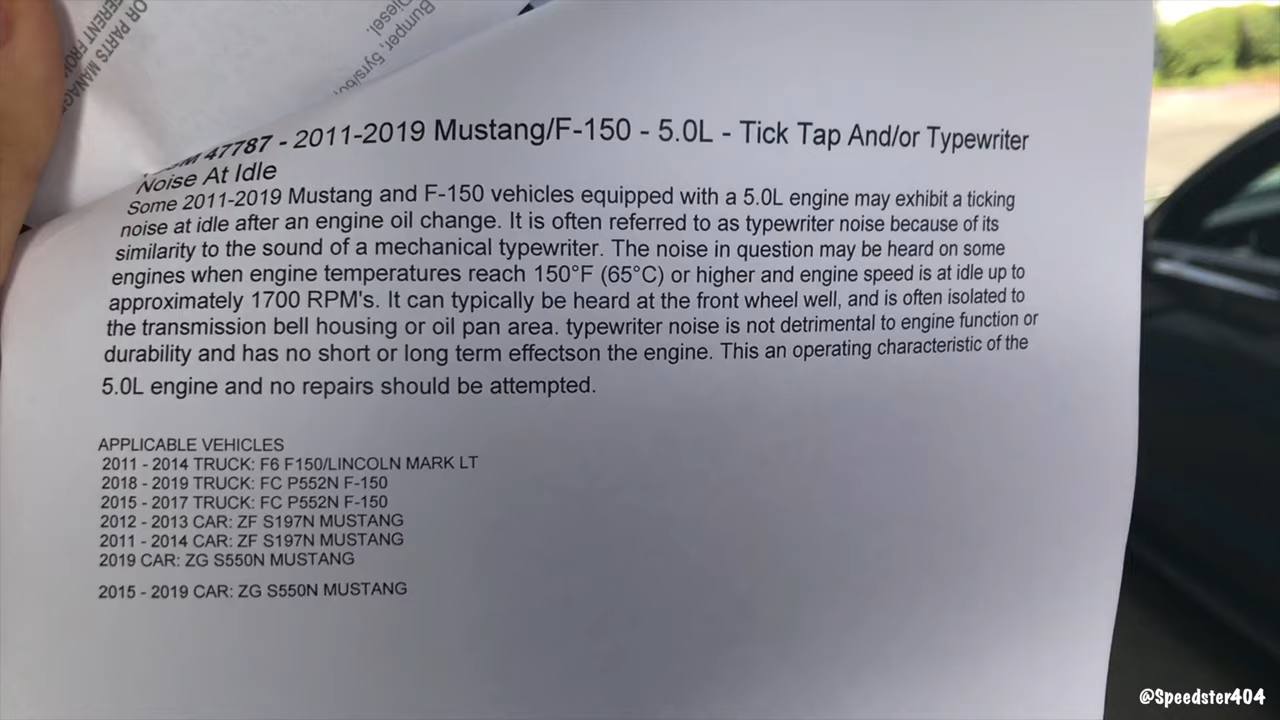 OR PARTS MANAG
ERENT FROM
Bumper, 5yrs/60
Diesel.
47787 - 2011-2019 Mustang/F-150 - 5.0L - Tick Tap And/or Typewriter
Noise At Idle
Some 2011-2019 Mustang and F-150 vehicles equipped with a 5.0L engine may exhibit a ticking
noise at idle after an engine oil change. It is often referred to as typewriter noise because of its
similarity to the sound of a mechanical typewriter. The noise in question may be heard on some
engines when engine temperatures reach 150°F (65°C) or higher and engine speed is at idle up to
approximately 1700 RPM's. It can typically be heard at the front wheel well, and is often isolated to
the transmission bell housing or oil pan area. typewriter noise is not detrimental to engine function or
durability and has no short or long term effectson the engine. This an operating characteristic of the
5.0L engine and no repairs should be attempted.
APPLICABLE VEHICLES
2011 - 2014 TRUCK: F6 F150/LINCOLN MARK LT
2018 - 2019 TRUCK: FC P552N F-150
2015 - 2017 TRUCK: FC P552N F-150
2012 - 2013 CAR: ZF S197N MUSTANG
2011 - 2014 CAR: ZF S197N MUSTANG
2019 CAR: ZG S550N MUSTANG
2015 - 2019 CAR: ZG S550N MUSTANG
@Speedster404